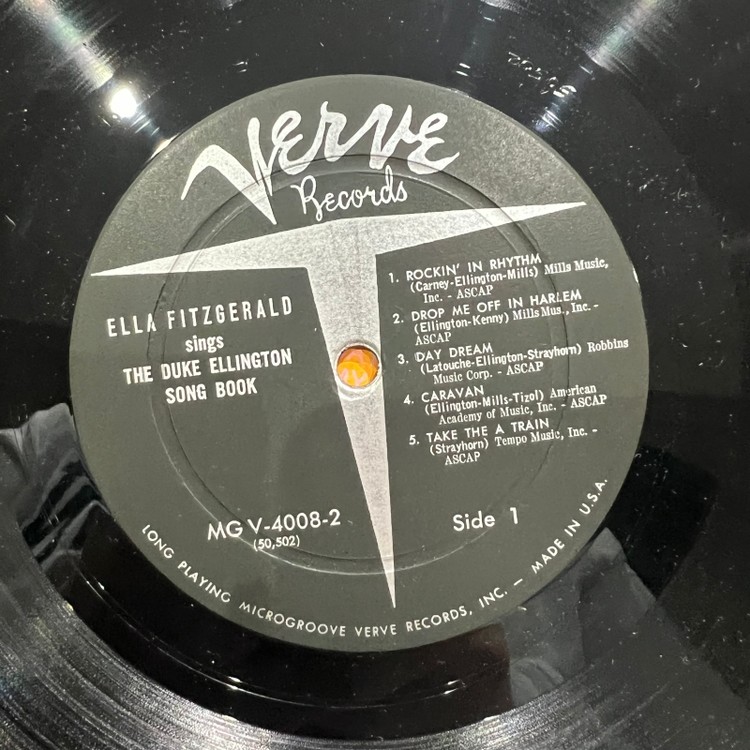 VERVE
Records
ELLA FITZGERALD
sings
THE DUKE ELLINGTON
SONG BOOK
1. ROCKIN' IN RHYTHM
(Carney-Ellington-Mills) Mills Music,
Inc. - ASCAP
2. DROP ME OFF IN HARLEM
(Ellington-Kenny) Mills Mus., Inc. -
ASCAP
3. DAY DREAM
(Latouche-Ellington-Strayhorn) Robbins
Music Corp. - ASCAP
4. CARAVAN
(Ellington-Mills-Tizol) American
Academy of Music, Inc. - ASCAP
5. TAKE THE A TRAIN
(Strayhorn) Tempo Music, Inc. -
ASCAP
MG V-4008-2
(50,502)
Side 1
LONG PLAYING MICROGROOVE VERVE RECORDS, INC. — MADE IN U.S.A.